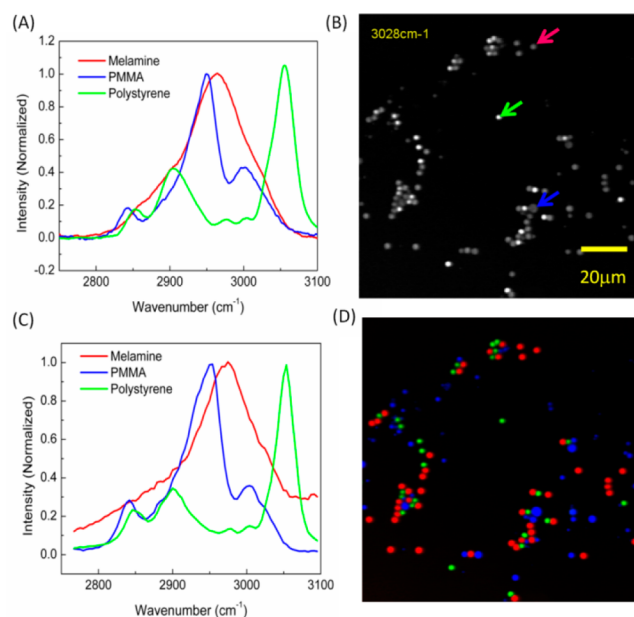 (A)
Intensity (Normalized)
1.2
1.0
0.8
0.6
0.4
0.2
0.0
-0.2
Melamine
PMMA
Polystyrene
2800 2900 3000 3100
Wavenumber (cm-1)
(B)
3028cm-1
20μm
(C)
Intensity (Normalized)
1.0
0.8
0.6
0.4
0.2
0.0
Melamine
PMMA
Polystyrene
2800 2900 3000 3100
Wavenumber (cm-1)
(D)